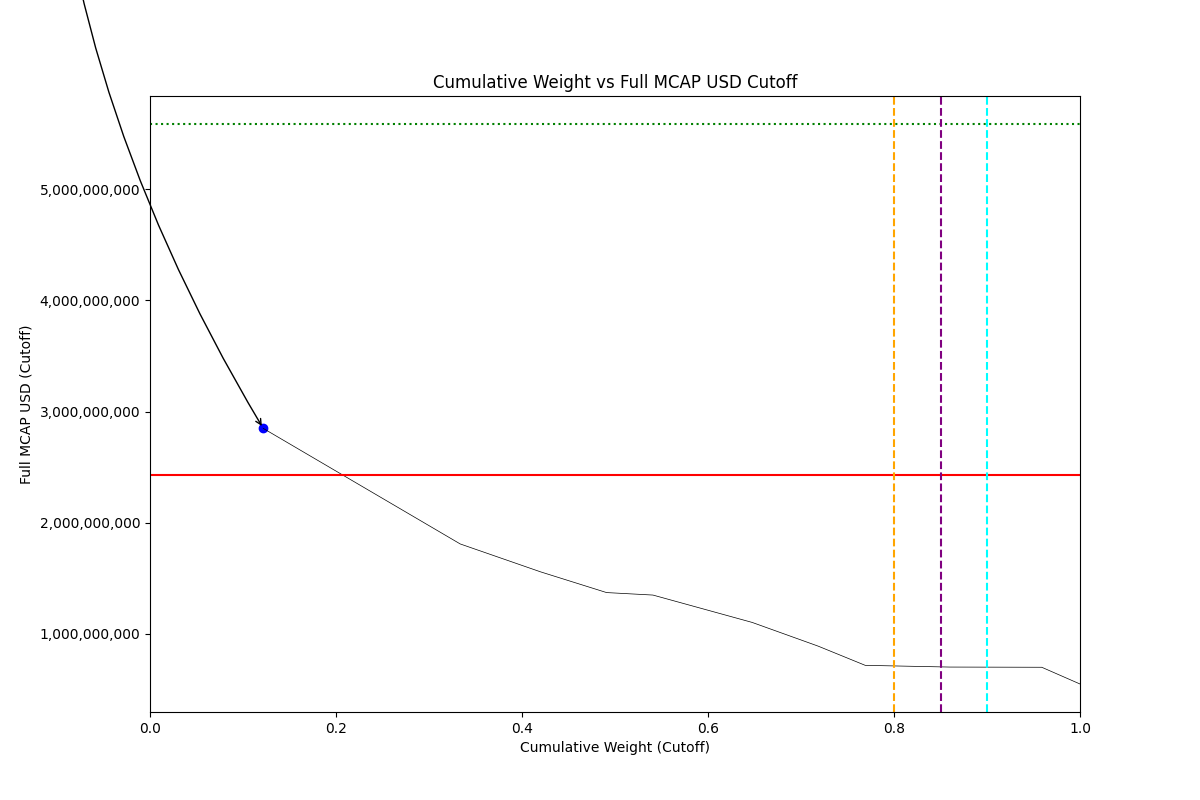 Cumulative Weight vs Full MCAP USD Cutoff
Full MCAP USD (Cutoff)
5,000,000,000
4,000,000,000
3,000,000,000
2,000,000,000
1,000,000,000
0.0 0.2 0.4 0.6 0.8 1.0
Cumulative Weight (Cutoff)